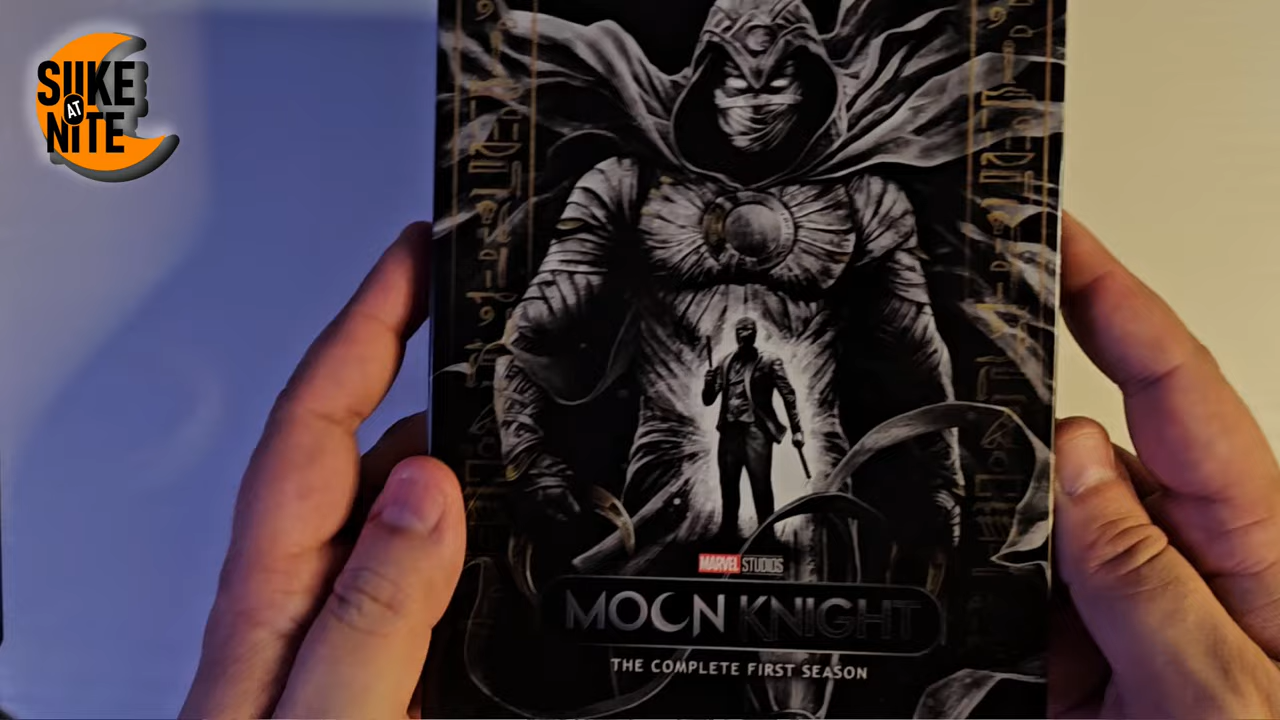 SIIKE
AT
NITE
MARVEL STUDIOS
MOON KNIGHT
THE COMPLETE FIRST SEASON